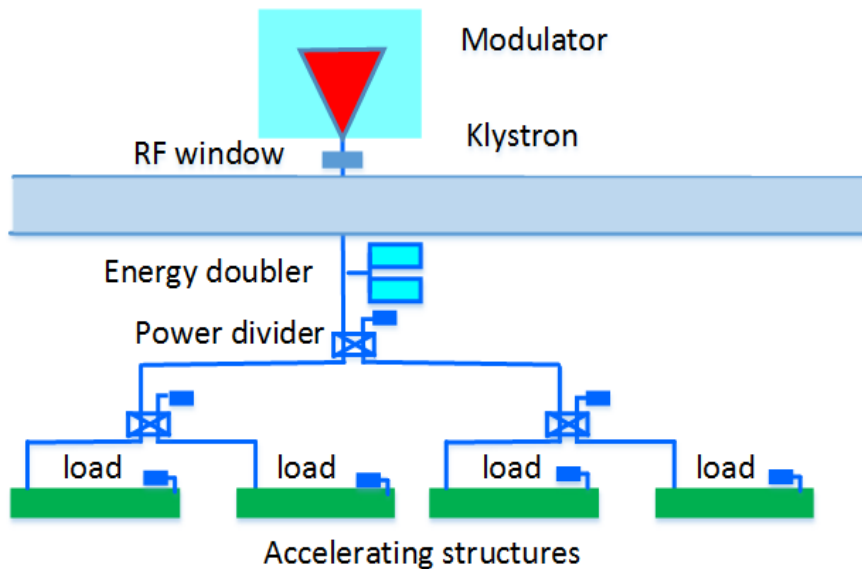 Modulator
Klystron
RF window
Energy doubler
Power divider
load
load
load
load
Accelerating structures